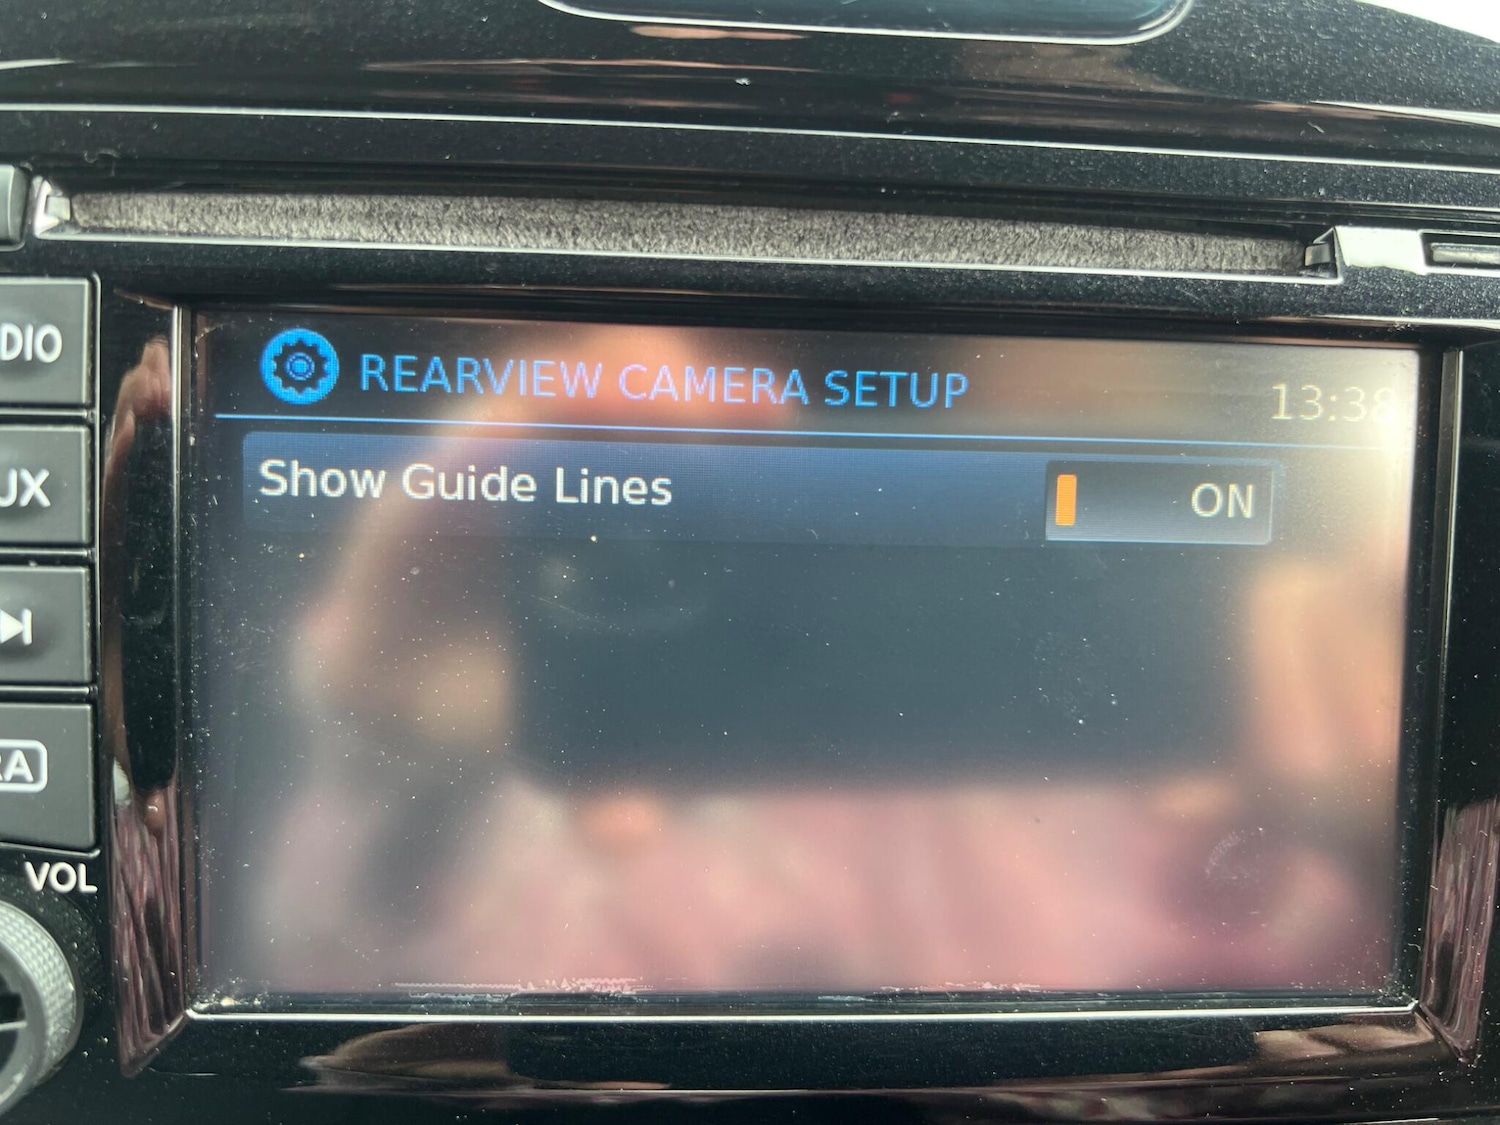 REARVIEW CAMERA SETUP
13:38
Show Guide Lines
ON
DIO
UX
RA
VOL